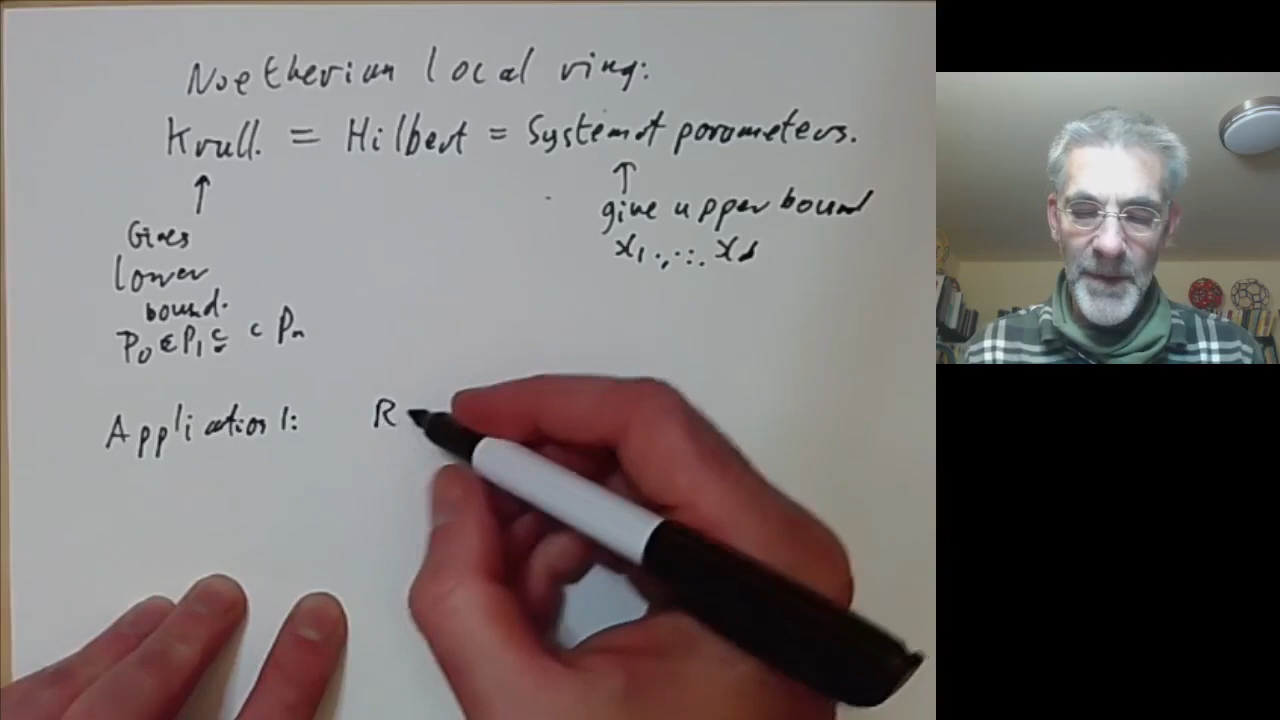 Noetherian local ring:
Krull. = Hilbert = System of parameters.
↑ ↑
Gives
lower
bound.
P₀ ⊊ P₁ ⊊ ⊂ Pₙ
give upper bound
x₁., .:. xₛ
Application 1: R